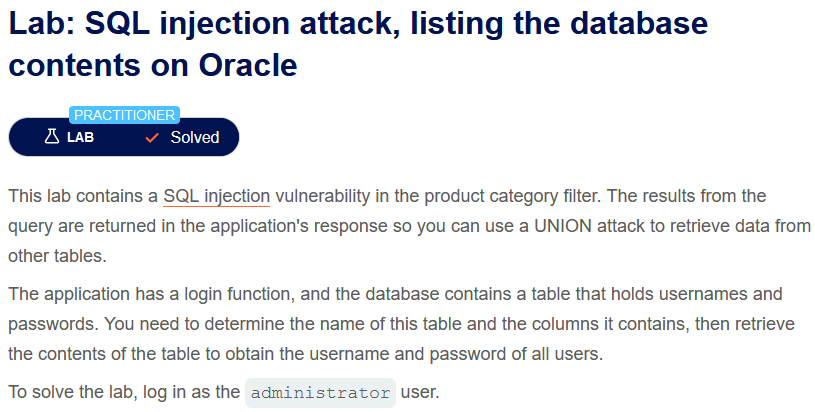 Lab: SQL injection attack, listing the database
contents on Oracle
PRACTITIONER
LAB
Solved
This lab contains a SQL injection vulnerability in the product category filter. The results from the
query are returned in the application's response so you can use a UNION attack to retrieve data from
other tables.
The application has a login function, and the database contains a table that holds usernames and
passwords. You need to determine the name of this table and the columns it contains, then retrieve
the contents of the table to obtain the username and password of all users.
To solve the lab, log in as the administrator user.